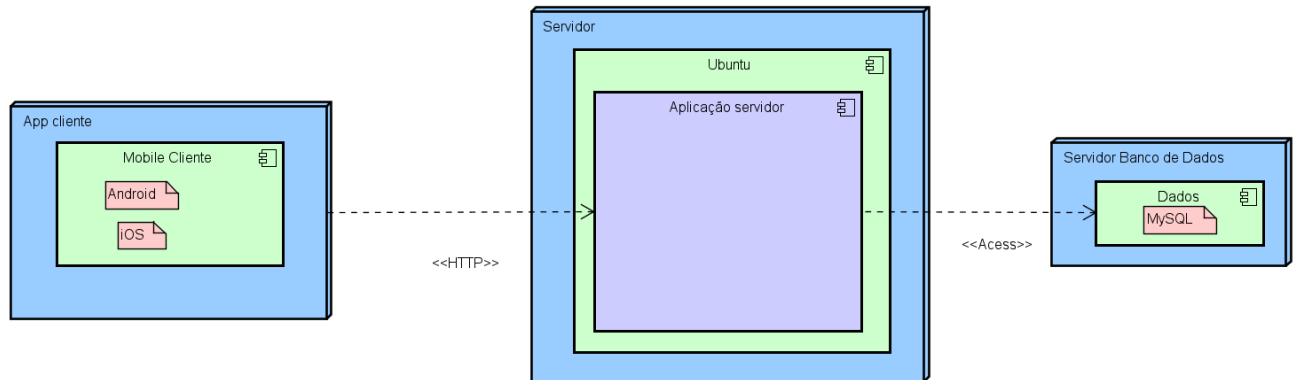 App cliente
Mobile Cliente
Android
iOS
<<HTTP>>
Servidor
Ubuntu
Aplicação servidor
<<Acess>>
Servidor Banco de Dados
Dados
MySQL